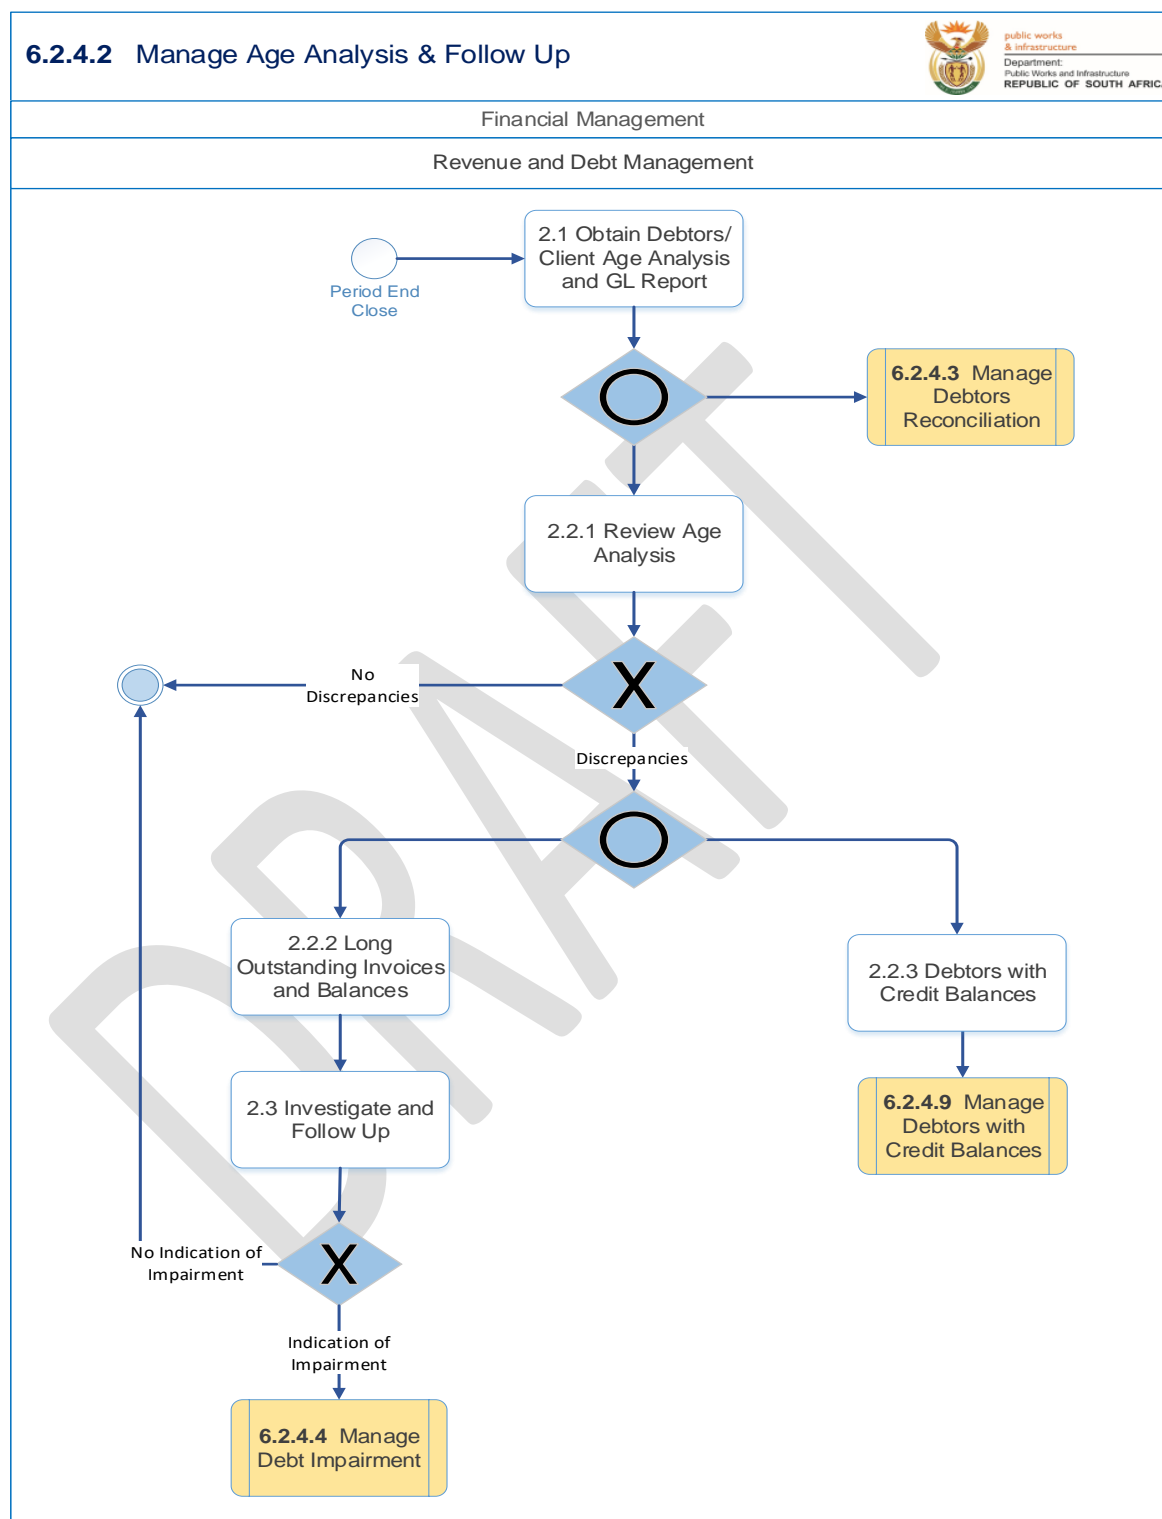 6.2.4.2 Manage Age Analysis & Follow Up
public works
& infrastructure
Department:
Public Works and Infrastructure
REPUBLIC OF SOUTH AFRICA
Financial Management
Revenue and Debt Management
2.1 Obtain Debtors/
Client Age Analysis
and GL Report
Period End
Close
6.2.4.3 Manage
Debtors
Reconciliation
2.2.1 Review Age
Analysis
X
No
Discrepancies
Discrepancies
2.2.2 Long
Outstanding Invoices
and Balances
2.2.3 Debtors with
Credit Balances
2.3 Investigate and
Follow Up
6.2.4.9 Manage
Debtors with
Credit Balances
X
No Indication of
Impairment
Indication of
Impairment
6.2.4.4 Manage
Debt Impairment
DRAFT